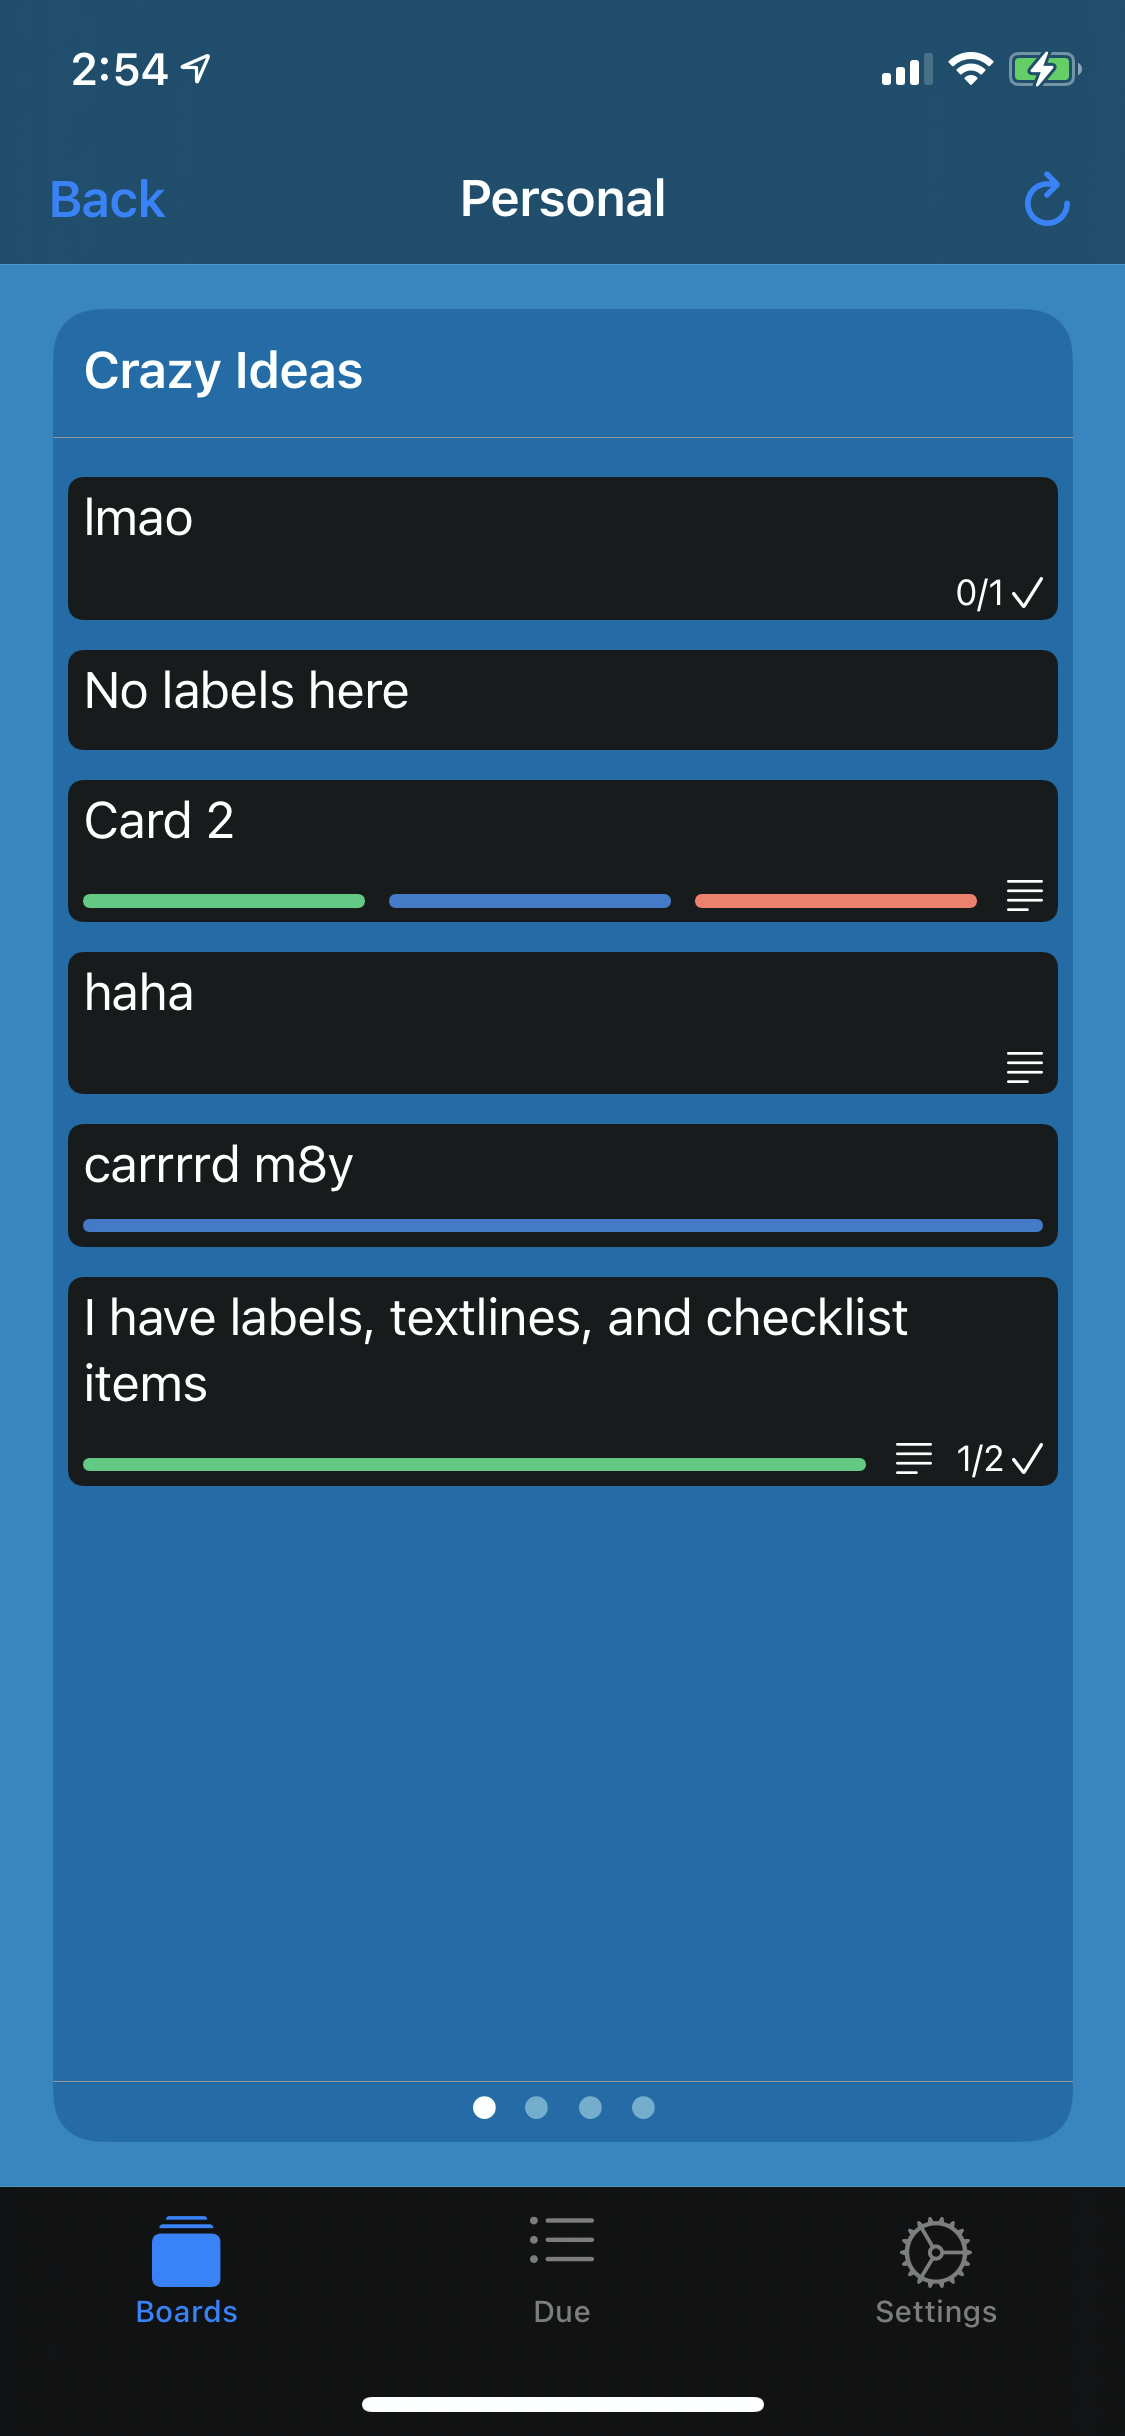 2:54
Back
Personal
Crazy Ideas
lmao
0/1
No labels here
Card 2
haha
carrrrd m8y
I have labels, textlines, and checklist
items
1/2
Boards
Due
Settings